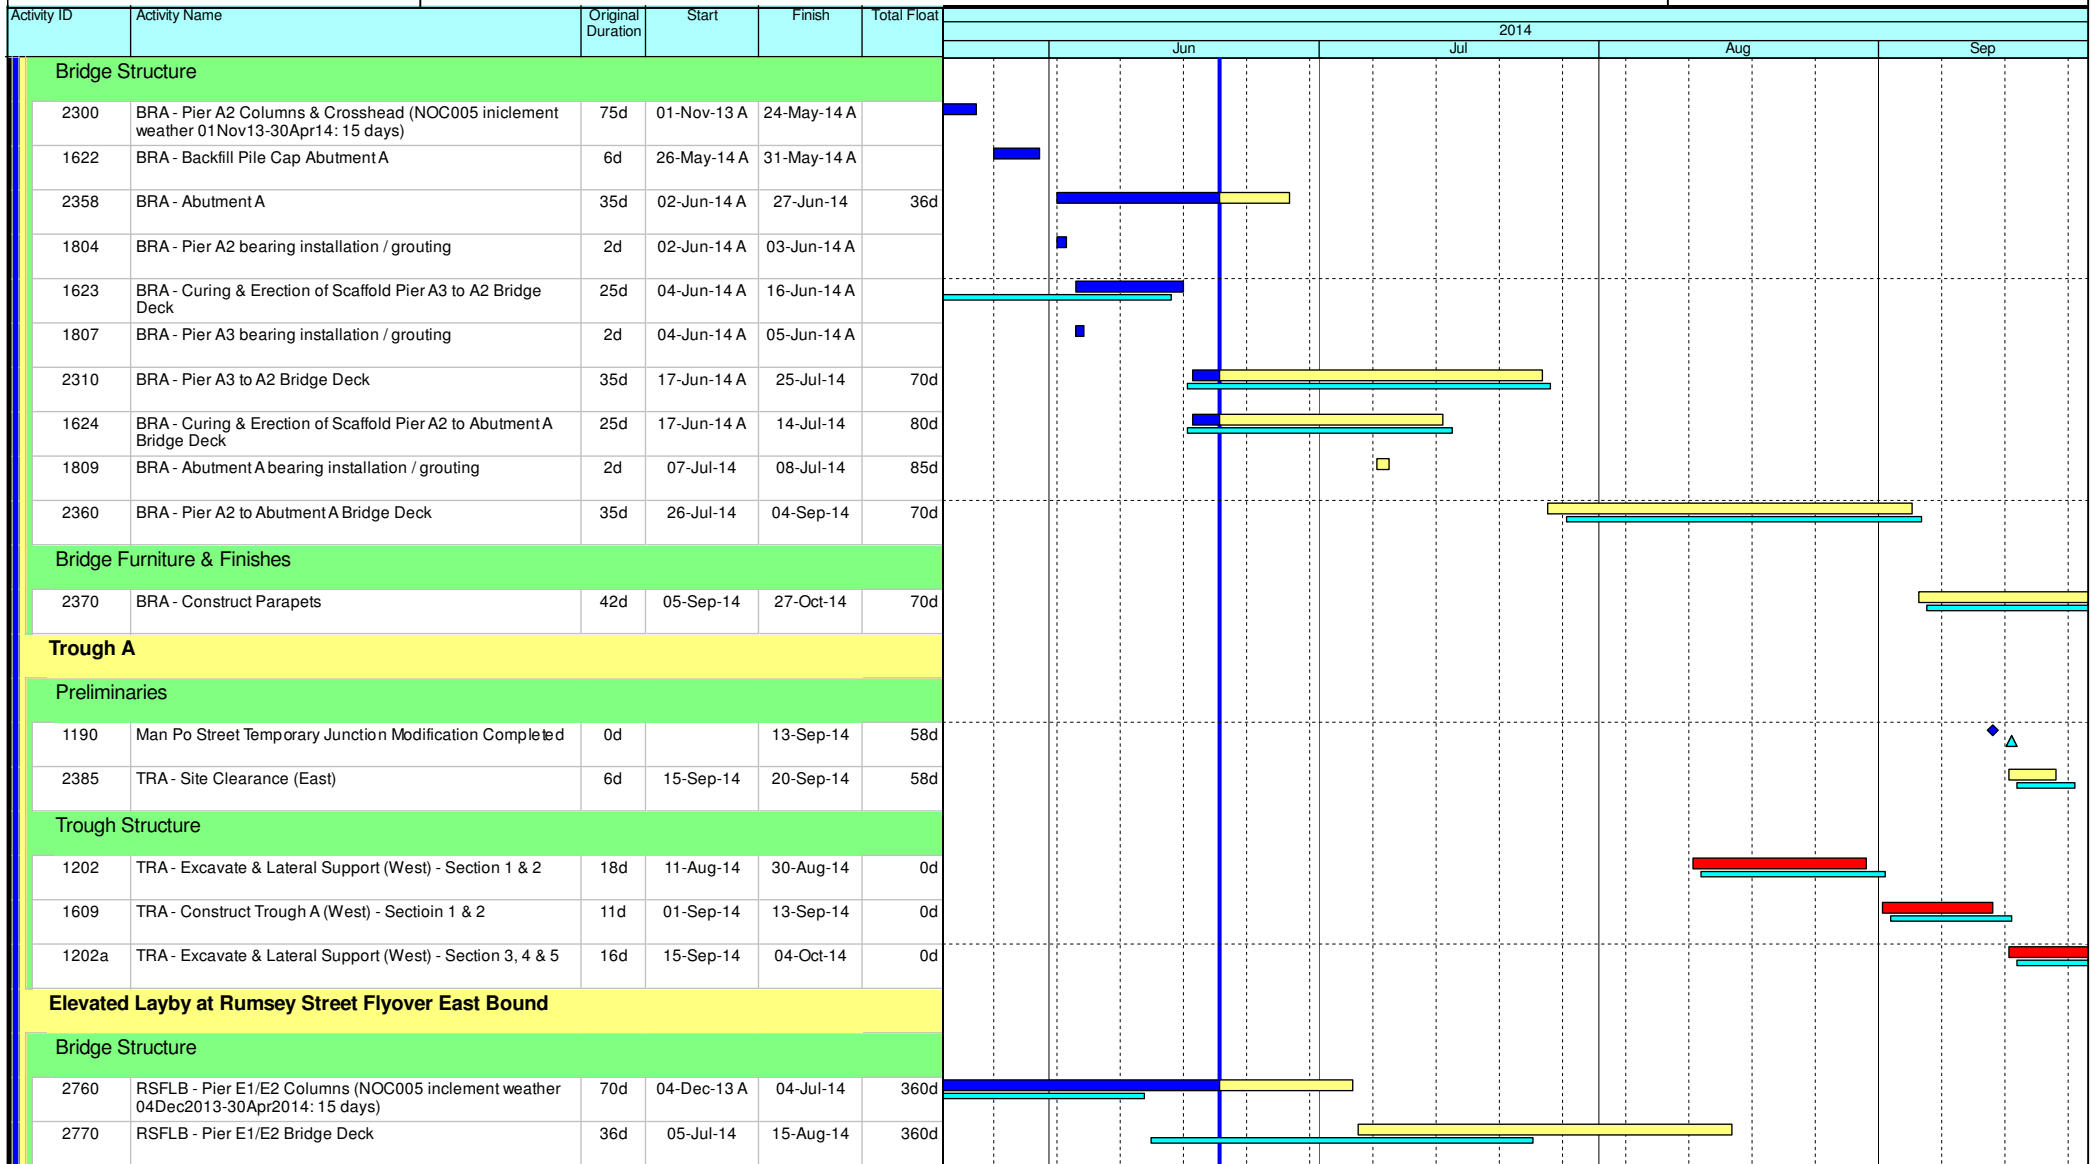 Activity ID Activity Name Original Start Finish Total Float
Duration
2014
Jun Jul Aug Sep
Bridge Structure
2300 BRA - Pier A2 Columns & Crosshead (NOC005 iniclement 75d 01-Nov-13 A 24-May-14 A
weather 01Nov13-30Apr14: 15 days)
1622 BRA - Backfill Pile Cap Abutment A 6d 26-May-14 A 31-May-14 A
2358 BRA - Abutment A 35d 02-Jun-14 A 27-Jun-14 36d
1804 BRA - Pier A2 bearing installation / grouting 2d 02-Jun-14 A 03-Jun-14 A
1623 BRA - Curing & Erection of Scaffold Pier A3 to A2 Bridge 25d 04-Jun-14 A 16-Jun-14 A
Deck
1807 BRA - Pier A3 bearing installation / grouting 2d 04-Jun-14 A 05-Jun-14 A
2310 BRA - Pier A3 to A2 Bridge Deck 35d 17-Jun-14 A 25-Jul-14 70d
1624 BRA - Curing & Erection of Scaffold Pier A2 to Abutment A 25d 17-Jun-14 A 14-Jul-14 80d
Bridge Deck
1809 BRA - Abutment A bearing installation / grouting 2d 07-Jul-14 08-Jul-14 85d
2360 BRA - Pier A2 to Abutment A Bridge Deck 35d 26-Jul-14 04-Sep-14 70d
Bridge Furniture & Finishes
2370 BRA - Construct Parapets 42d 05-Sep-14 27-Oct-14 70d
Trough A
Preliminaries
1190 Man Po Street Temporary Junction Modification Completed 0d 13-Sep-14 58d
2385 TRA - Site Clearance (East) 6d 15-Sep-14 20-Sep-14 58d
Trough Structure
1202 TRA - Excavate & Lateral Support (West) - Section 1 & 2 18d 11-Aug-14 30-Aug-14 0d
1609 TRA - Construct Trough A (West) - Sectioin 1 & 2 11d 01-Sep-14 13-Sep-14 0d
1202a TRA - Excavate & Lateral Support (West) - Section 3, 4 & 5 16d 15-Sep-14 04-Oct-14 0d
Elevated Layby at Rumsey Street Flyover East Bound
Bridge Structure
2760 RSFLB - Pier E1/E2 Columns (NOC005 inclement weather 70d 04-Dec-13 A 04-Jul-14 360d
04Dec2013-30Apr2014: 15 days)
2770 RSFLB - Pier E1/E2 Bridge Deck 36d 05-Jul-14 15-Aug-14 360d